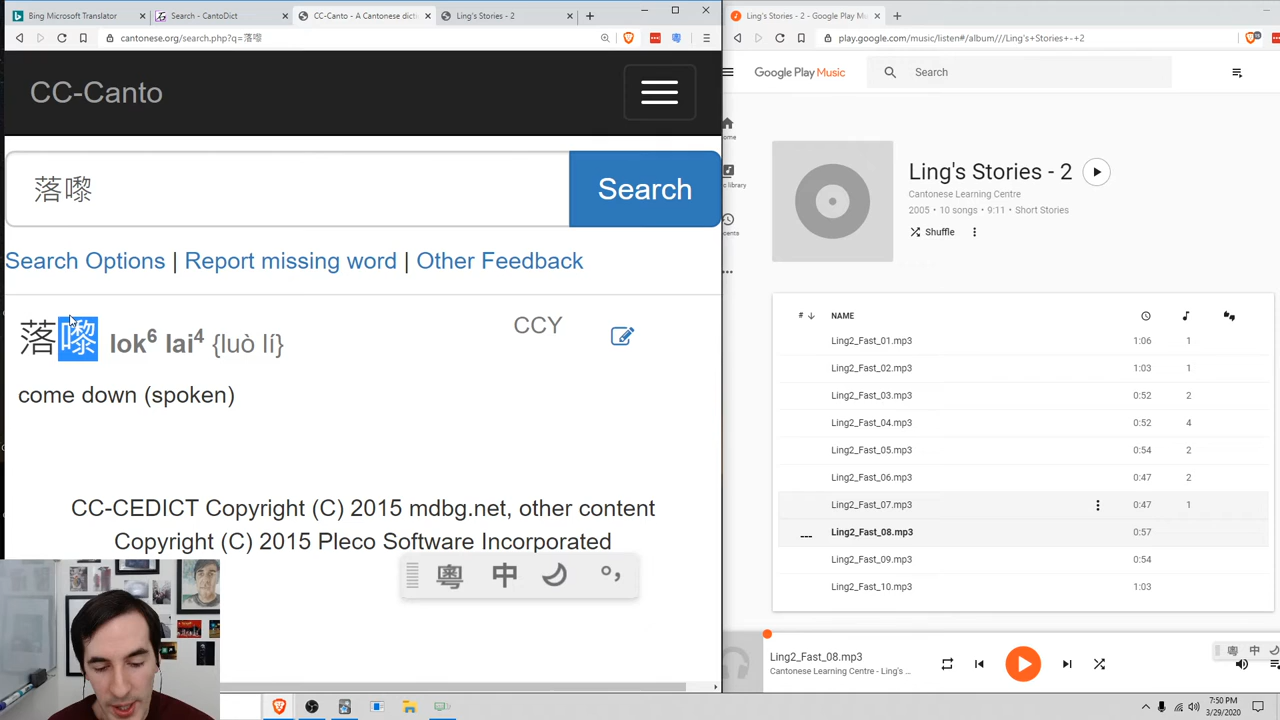 Bing Microsoft Translator
Search - CantoDict
CC-Canto - A Cantonese dicti
Ling's Stories - 2
cantonese.org/search.php?q=落嚟
CC-Canto
落嚟
Search
Search Options | Report missing word | Other Feedback
落嚟 lok6 lai4 {luò lí}
CCY
come down (spoken)
CC-CEDICT Copyright (C) 2015 mdbg.net, other content
Copyright (C) 2015 Pleco Software Incorporated
粵 中
Ling's Stories - 2 - Google Play Mus
play.google.com/music/listen#/album///Ling's+Stories+-+2
Google Play Music
Search
ome
ic library
cents
Ling's Stories - 2
Cantonese Learning Centre
2005 • 10 songs • 9:11 • Short Stories
Shuffle
# NAME
Ling2_Fast_01.mp3 1:06 1
Ling2_Fast_02.mp3 1:03 1
Ling2_Fast_03.mp3 0:52 2
Ling2_Fast_04.mp3 0:52 4
Ling2_Fast_05.mp3 0:54 2
Ling2_Fast_06.mp3 0:47 2
Ling2_Fast_07.mp3 0:47 1
Ling2_Fast_08.mp3 0:57
Ling2_Fast_09.mp3 0:54
Ling2_Fast_10.mp3 1:03
Ling2_Fast_08.mp3
Cantonese Learning Centre - Ling's ...
粵 中
7:50 PM
3/29/2020